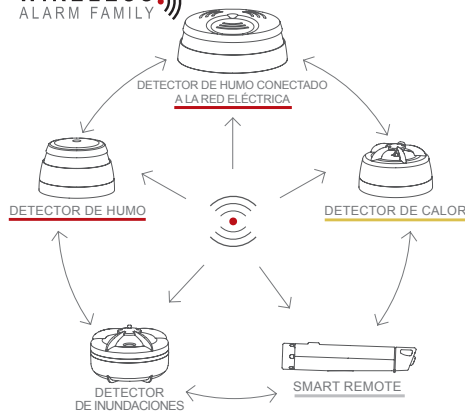 ALARM FAMILY
DETECTOR DE HUMO CONECTADO
A LA RED ELÉCTRICA
DETECTOR DE HUMO
DETECTOR DE CALOR
DETECTOR
DE INUNDACIONES
SMART REMOTE